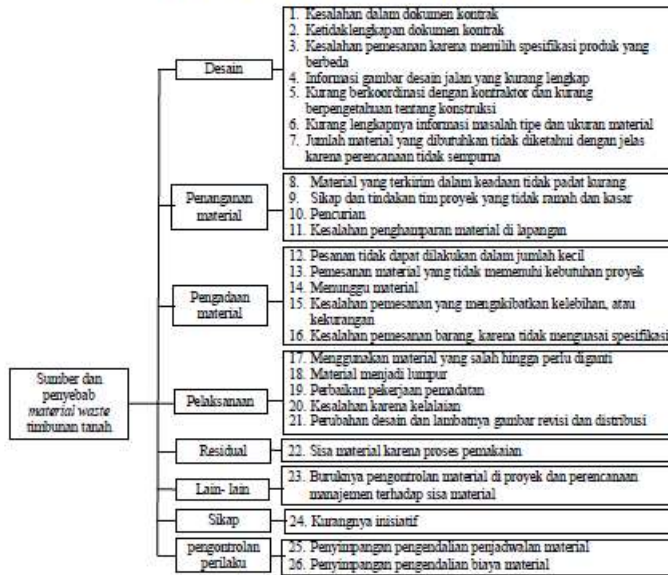 Sumber dan
penyebab
material waste
timbunan tanah
Desain
1. Kesalahan dalam dokumen kontrak
2. Ketidaklengkapan dokumen kontrak
3. Kesalahan pemesanan karena memilih spesifikasi produk yang
berbeda
4. Informasi gambar desain jalan yang kurang lengkap
5. Kurang berkoordinasi dengan kontraktor dan kurang
berpengetahuan tentang konstruksi
6. Kurang lengkapnya informasi masalah tipe dan ukuran material
7. Jumlah material yang dibutuhkan tidak diketahui dengan jelas
karena perencanaan tidak sempurna
Penanganan
material
8. Material yang terkirim dalam keadaan tidak padat kurang
9. Sikap dan tindakan tim proyek yang tidak ramah dan kasar
10. Pencurian
11. Kesalahan penghamparan material di lapangan
Pengadaan
material
12. Pesanan tidak dapat dilakukan dalam jumlah kecil
13. Pemesanan material yang tidak memenuhi kebutuhan proyek
14. Menunggu material
15. Kesalahan pemesanan yang mengakibatkan kelebihan, atau
kekurangan
16. Kesalahan pemesanan barang, karena tidak menguasai spesifikasi
Pelaksanaan
17. Menggunakan material yang salah hingga perlu diganti
18. Material menjadi lumpur
19. Perbaikan pekerjaan pemadatan
20. Kesalahan karena kelalaian
21. Perubahan desain dan lambatnya gambar revisi dan distribusi
Residual
22. Sisa material karena proses pemakaian
Lain- lain
23. Buruknya pengontrolan material di proyek dan perencanaan
manajemen terhadap sisa material
Sikap
24. Kurangnya inisiatif
pengontrolan
perilaku
25. Penyimpangan pengendalian penjadwalan material
26. Penyimpangan pengendalian biaya material